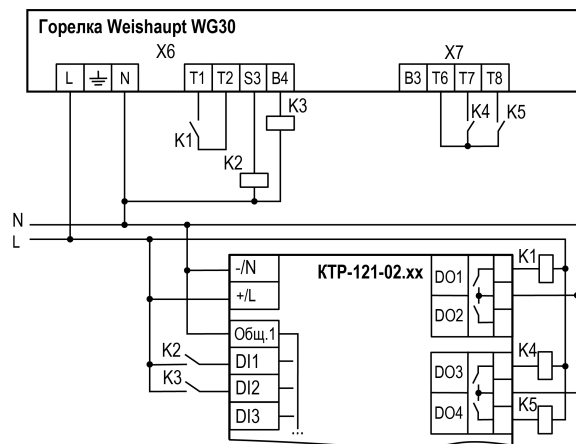 Горелка Weishaupt WG30
X6
X7
L
N
T1
T2
S3
B4
B3
T6
T7
T8
K3
K1
K4
K5
K2
N
L
КТР-121-02.хх
-/N
+/L
DO1
K1
DO2
Общ.1
K2
DI1
DO3
K4
K3
DI2
DI3
DO4
K5
...